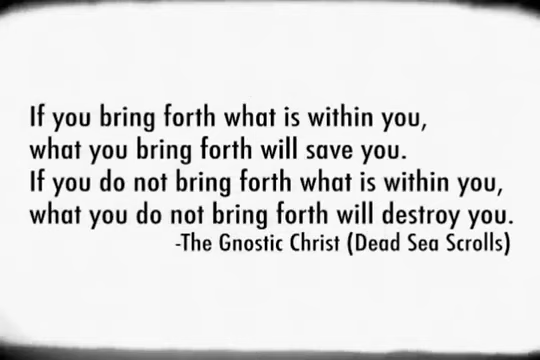 If you bring forth what is within you,
what you bring forth will save you.
If you do not bring forth what is within you,
what you do not bring forth will destroy you.
-The Gnostic Christ (Dead Sea Scrolls)